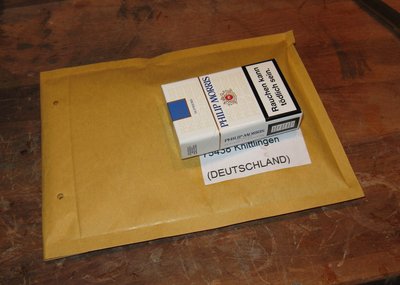 Rauchen kann
tödlich sein.
PHILIP MORRIS
PHILIP MORRIS
75438 Knittlingen
(DEUTSCHLAND)